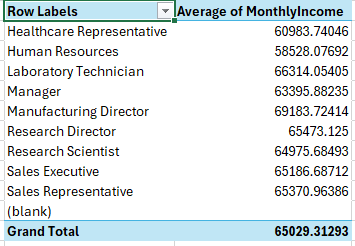 Row Labels Average of MonthlyIncome
Healthcare Representative 60983.74046
Human Resources 58528.07692
Laboratory Technician 66314.05405
Manager 63395.88235
Manufacturing Director 69183.72414
Research Director 65473.125
Research Scientist 64975.68493
Sales Executive 65186.68712
Sales Representative 65370.96386
(blank)
Grand Total 65029.31293